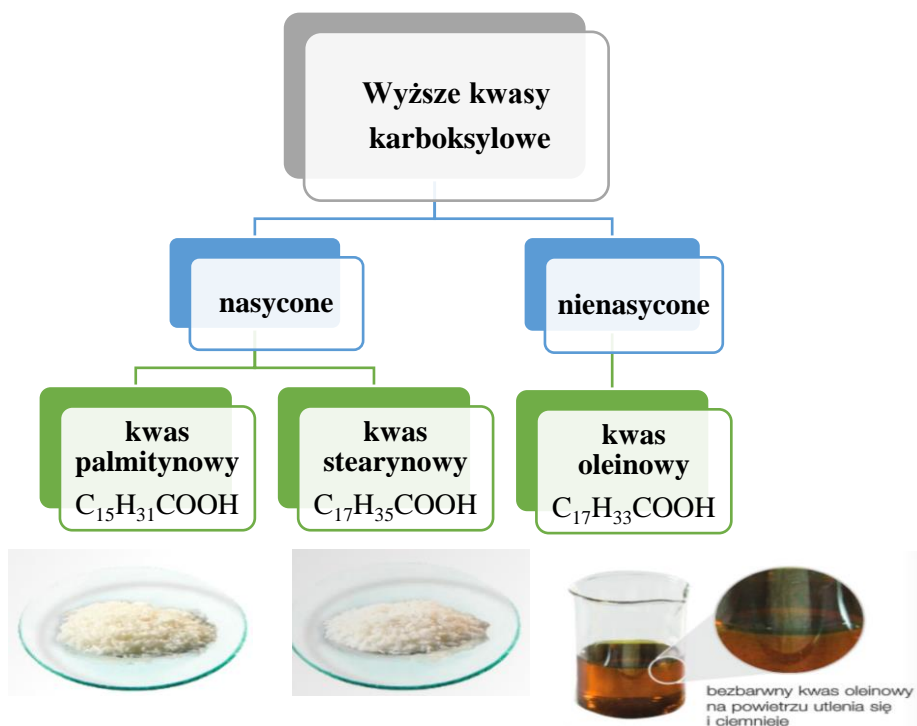 Wyższe kwasy
karboksylowe
nasycone
nienasycone
kwas
palmitynowy
C₁₅H₃₁COOH
kwas
stearynowy
C₁₇H₃₅COOH
kwas
oleinowy
C₁₇H₃₃COOH
bezbarwny kwas oleinowy
na powietrzu utlenia się
i ciemnieje